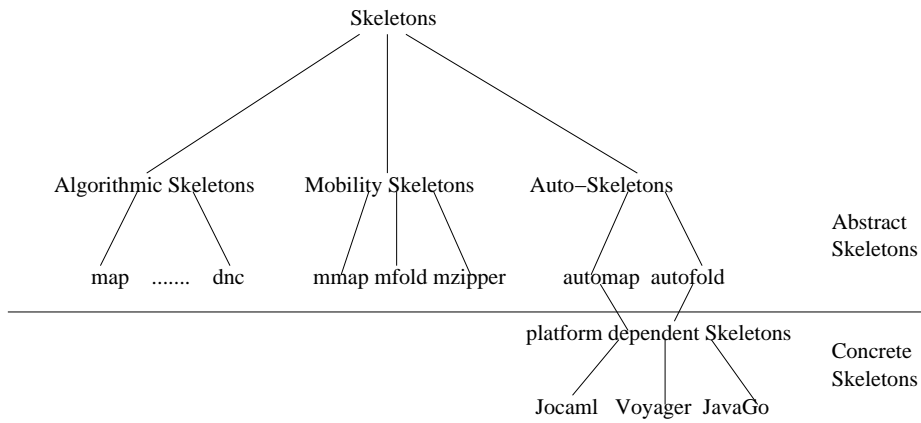 Skeletons
Algorithmic Skeletons Mobility Skeletons Auto−Skeletons
Abstract
Skeletons
map ....... dnc mmap mfold mzipper automap autofold
platform dependent Skeletons
Concrete
Skeletons
Jocaml Voyager JavaGo